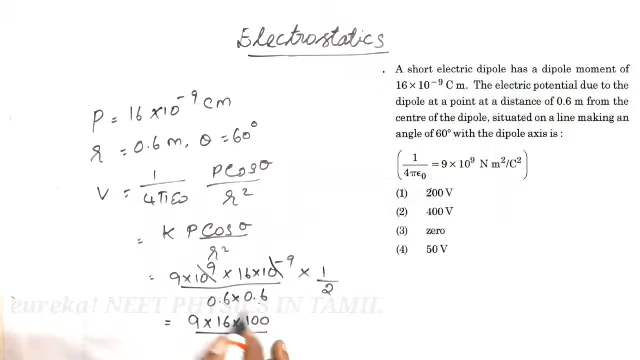 Electrostatics
. A short electric dipole has a dipole moment of
16 × 10⁻⁹ C m. The electric potential due to the
dipole at a point at a distance of 0.6 m from the
centre of the dipole, situated on a line making an
angle of 60° with the dipole axis is :
(1/4πϵ₀ = 9 × 10⁹ N m²/C²)
(1) 200 V
(2) 400 V
(3) zero
(4) 50 V
P = 16 × 10⁻⁹ cm
r = 0.6 m, θ = 60°
V = 1/4πε₀ PCosθ/r²
= K PCosθ/r²
= 9 × 10⁹ × 16 × 10⁻⁹/0.6 × 0.6 × 1/2
eureka! NEET PHYSICS IN TAMIL
= 9 × 16 × 100